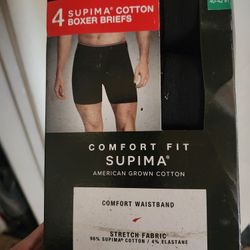 4 SUPIMA® COTTON
BOXER BRIEFS
COMFORT FIT
SUPIMA®
AMERICAN GROWN COTTON
COMFORT WAISTBAND
STRETCH FABRIC
96% SUPIMA® COTTON / 4% ELASTANE